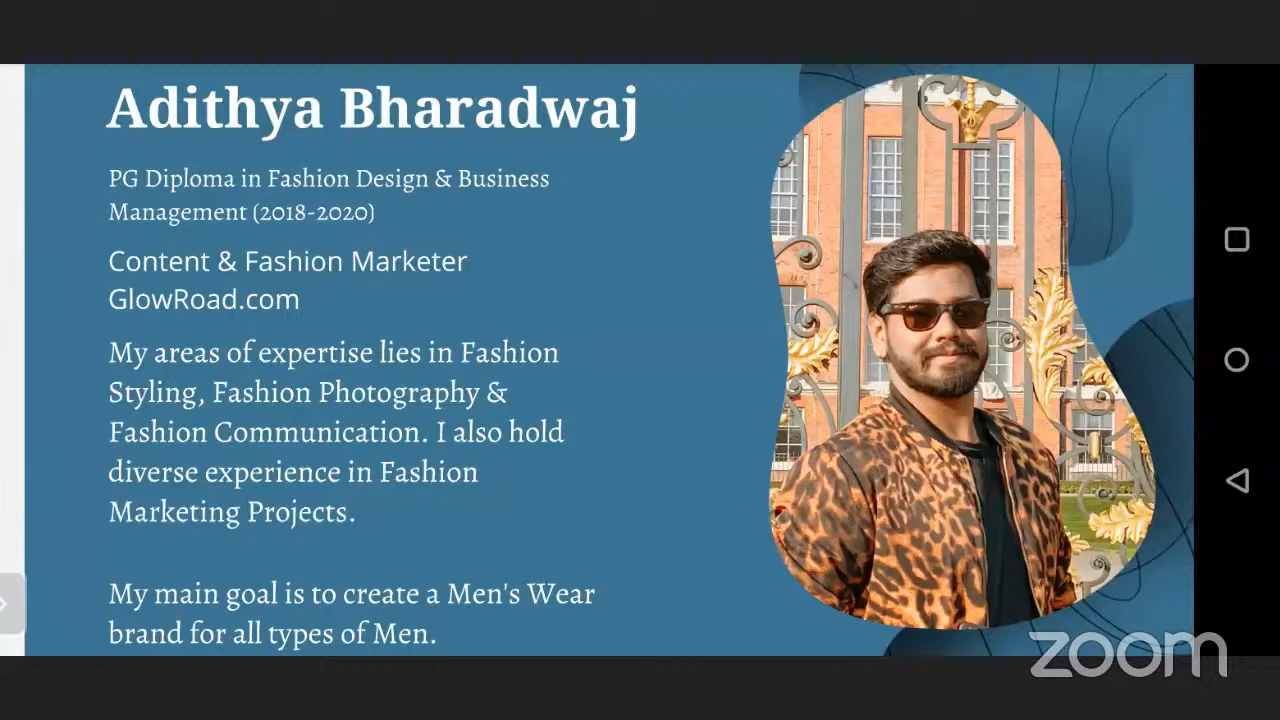 Adithya Bharadwaj
PG Diploma in Fashion Design & Business
Management (2018-2020)
Content & Fashion Marketer
GlowRoad.com
My areas of expertise lies in Fashion
Styling, Fashion Photography &
Fashion Communication. I also hold
diverse experience in Fashion
Marketing Projects.
My main goal is to create a Men's Wear
brand for all types of Men.
zoom